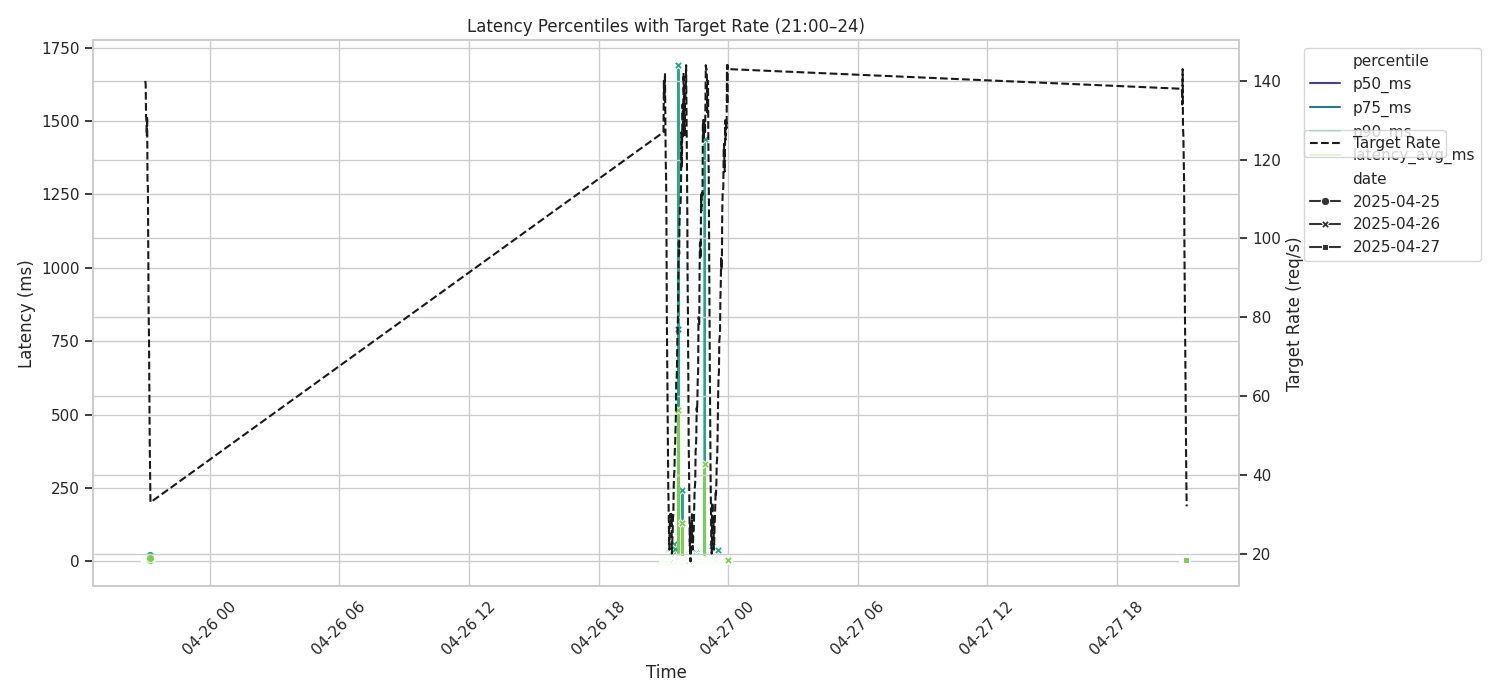 Latency Percentiles with Target Rate (21:00–24)
1750
1500
1250
1000
750
500
250
0
Latency (ms)
140
120
100
80
60
40
20
Target Rate (req/s)
04-26 00
04-26 06
04-26 12
04-26 18
04-27 00
04-27 06
04-27 12
04-27 18
Time
percentile
p50_ms
p75_ms
p90_ms
Target Rate
latency_avg_ms
date
2025-04-25
2025-04-26
2025-04-27